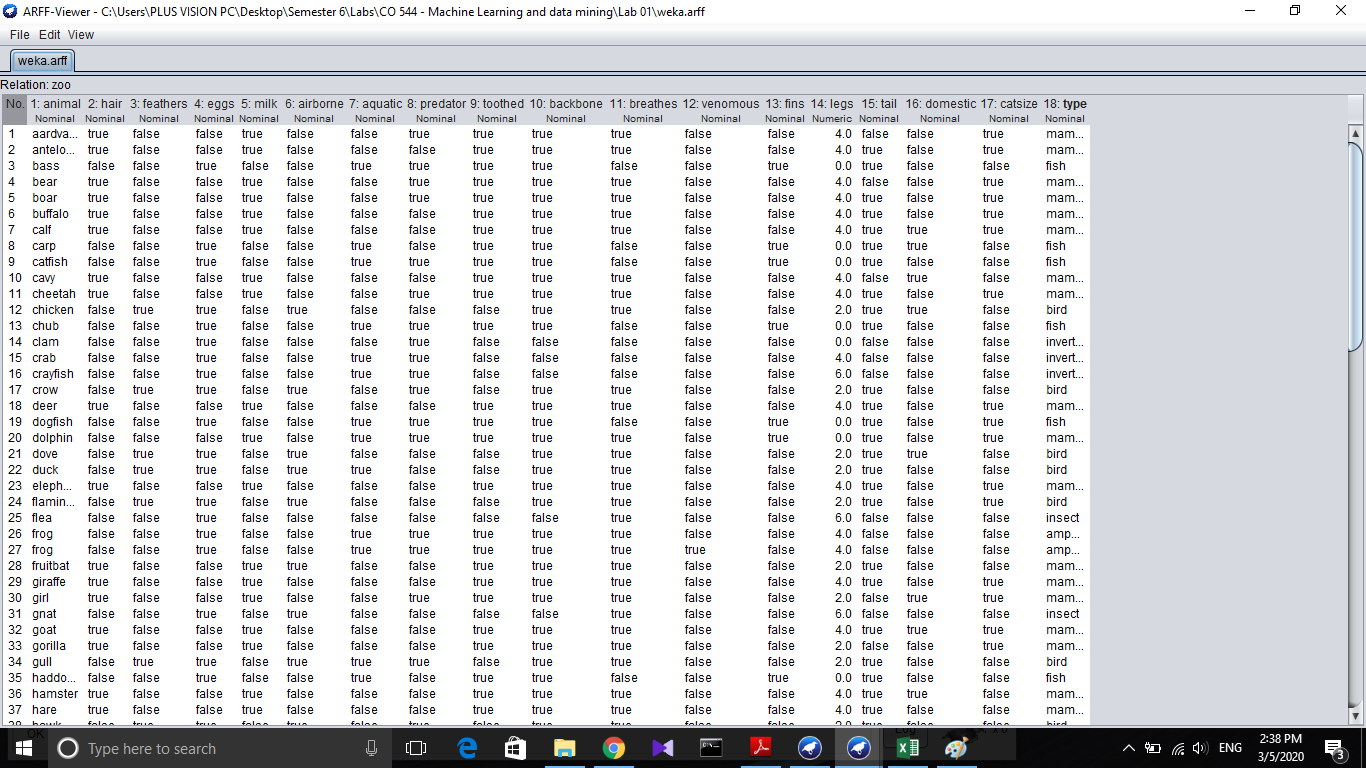 ARFF-Viewer - C:\Users\PLUS VISION PC\Desktop\Semester 6\Labs\CO 544 - Machine Learning and data mining\Lab 01\weka.arff
File Edit View
weka.arff
Relation: zoo
No. 1: animal 2: hair 3: feathers 4: eggs 5: milk 6: airborne 7: aquatic 8: predator 9: toothed 10: backbone 11: breathes 12: venomous 13: fins 14: legs 15: tail 16: domestic 17: catsize 18: type
Nominal Nominal Nominal Nominal Nominal Nominal Nominal Nominal Nominal Nominal Nominal Nominal Nominal Numeric Nominal Nominal Nominal Nominal
1 aardva... true false false true false false true true true true false false 4.0 false false true mam...
2 antelo... true false false true false false false true true true false false 4.0 true false true mam...
3 bass false false true false false true true true true false false true 0.0 true false false fish
4 bear true false false true false false true true true true false false 4.0 false false true mam...
5 boar true false false true false false true true true true false false 4.0 true false true mam...
6 buffalo true false false true false false false true true true false false 4.0 true false true mam...
7 calf true false false true false false false true true true false false 4.0 true true true mam...
8 carp false false true false false true false true true false false true 0.0 true true false fish
9 catfish false false true false false true true true true false false true 0.0 true false false fish
10 cavy true false false true false false false true true true false false 4.0 false true false mam...
11 cheetah true false false true false false true true true true false false 4.0 true false true mam...
12 chicken false true true false true false false false true true false false 2.0 true true false bird
13 chub false false true false false true true true true false false true 0.0 true false false fish
14 clam false false true false false false true false false false false false 0.0 false false false invert...
15 crab false false true false false true true false false false false false 4.0 false false false invert...
16 crayfish false false true false false true true false false false false false 6.0 false false false invert...
17 crow false true true false true false true false true true false false 2.0 true false false bird
18 deer true false false true false false false true true true false false 4.0 true false true mam...
19 dogfish false false true false false true true true true false false true 0.0 true false true fish
20 dolphin false false false true false true true true true true false true 0.0 true false true mam...
21 dove false true true false true false false false true true false false 2.0 true true false bird
22 duck false true true false true true false false true true false false 2.0 true false false bird
23 eleph... true false false true false false false true true true false false 4.0 true false true mam...
24 flamin... false true true false true false false false true true false false 2.0 true false true bird
25 flea false false true false false false false false false true false false 6.0 false false false insect
26 frog false false true false false true true true true true false false 4.0 false false false amp...
27 frog false false true false false true true true true true true false 4.0 false false false amp...
28 fruitbat true false false true true false false true true true false false 2.0 true false false mam...
29 giraffe true false false true false false false true true true false false 4.0 true false true mam...
30 girl true false false true false false true true true true false false 2.0 false true true mam...
31 gnat false false true false true false false false false true false false 6.0 false false false insect
32 goat true false false true false false false true true true false false 4.0 true true true mam...
33 gorilla true false false true false false false true true true false false 2.0 false false true mam...
34 gull false true true false true true true false true true false false 2.0 true false false bird
35 haddo... false false true false false true false true true false false true 0.0 true false false fish
36 hamster true false false true false false false true true true false false 4.0 true true false mam...
37 hare true false false true false false false true true true false false 4.0 true false false mam...
OK
Type here to search
Log
x 0
ENG
2:38 PM
3/5/2020
3